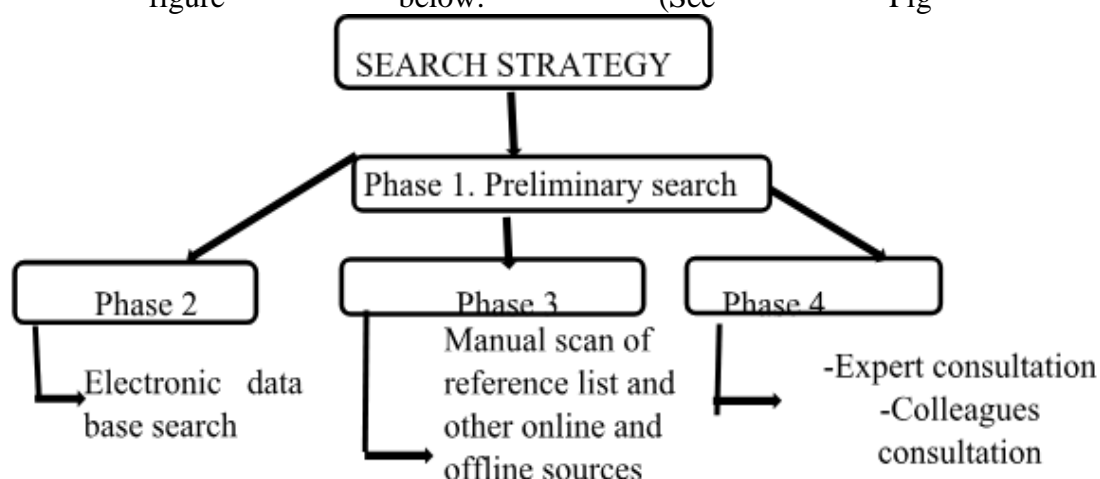 figure below. (See Fig
SEARCH STRATEGY
Phase 1. Preliminary search
Phase 2
Phase 3
Phase 4
Electronic data
base search
Manual scan of
reference list and
other online and
offline sources
-Expert consultation
-Colleagues
consultation